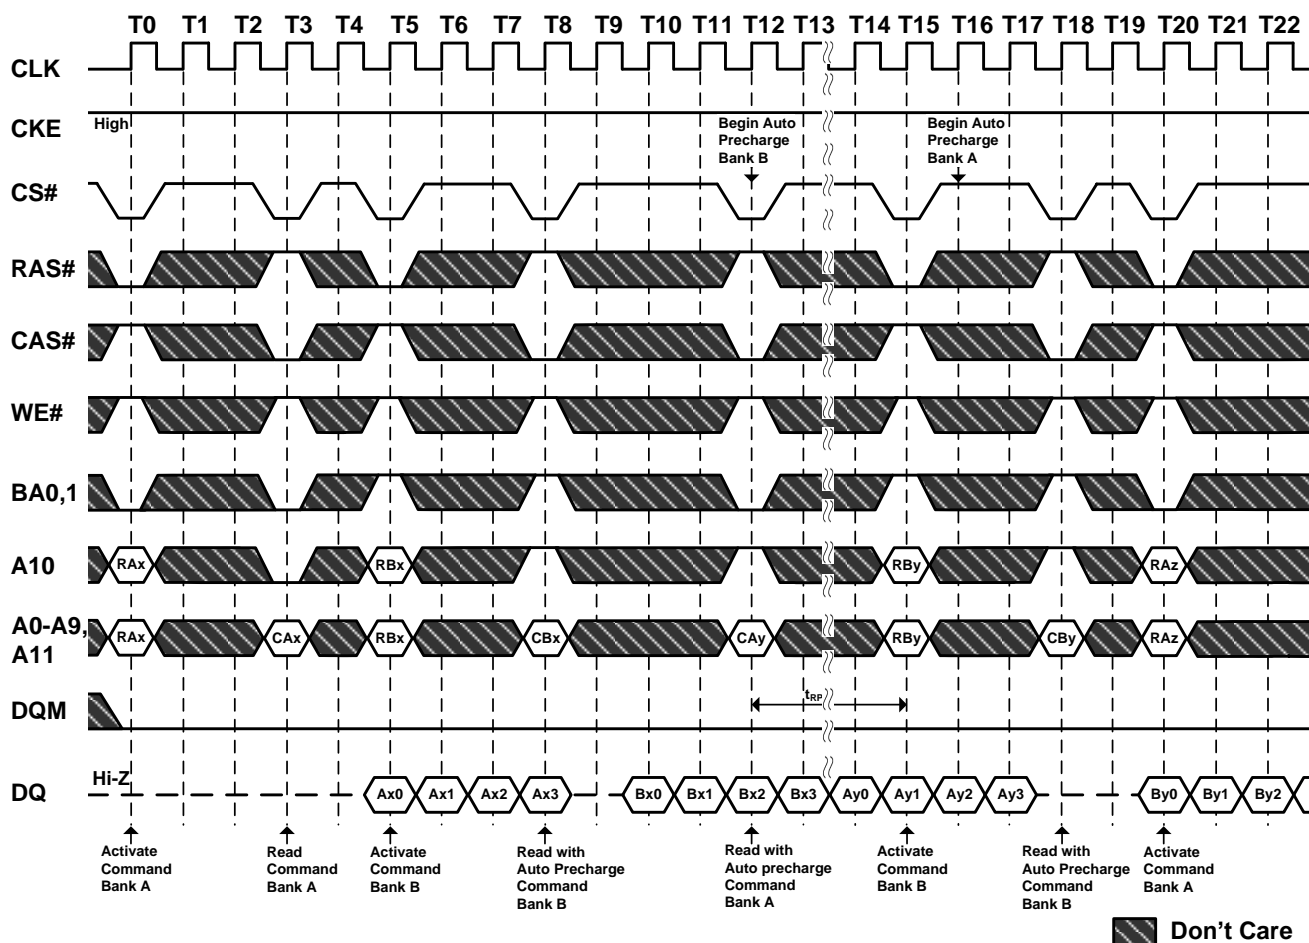 T0 T1 T2 T3 T4 T5 T6 T7 T8 T9 T10 T11 T12 T13 T14 T15 T16 T17 T18 T19 T20 T21 T22
CLK
CKE
High
Begin Auto
Precharge
Bank B
Begin Auto
Precharge
Bank A
CS#
RAS#
CAS#
WE#
BA0,1
A10
RAx RBx RBy RAz
A0-A9,
A11
RAx CAx RBx CBx CAy RBy CBy RAz
DQM
tRP
DQ
Hi-Z
Ax0 Ax1 Ax2 Ax3 Bx0 Bx1 Bx2 Bx3 Ay0 Ay1 Ay2 Ay3 By0 By1 By2
Activate
Command
Bank A
Read
Command
Bank A
Activate
Command
Bank B
Read with
Auto Precharge
Command
Bank B
Read with
Auto precharge
Command
Bank A
Activate
Command
Bank B
Read with
Auto Precharge
Command
Bank B
Activate
Command
Bank A
Don't Care